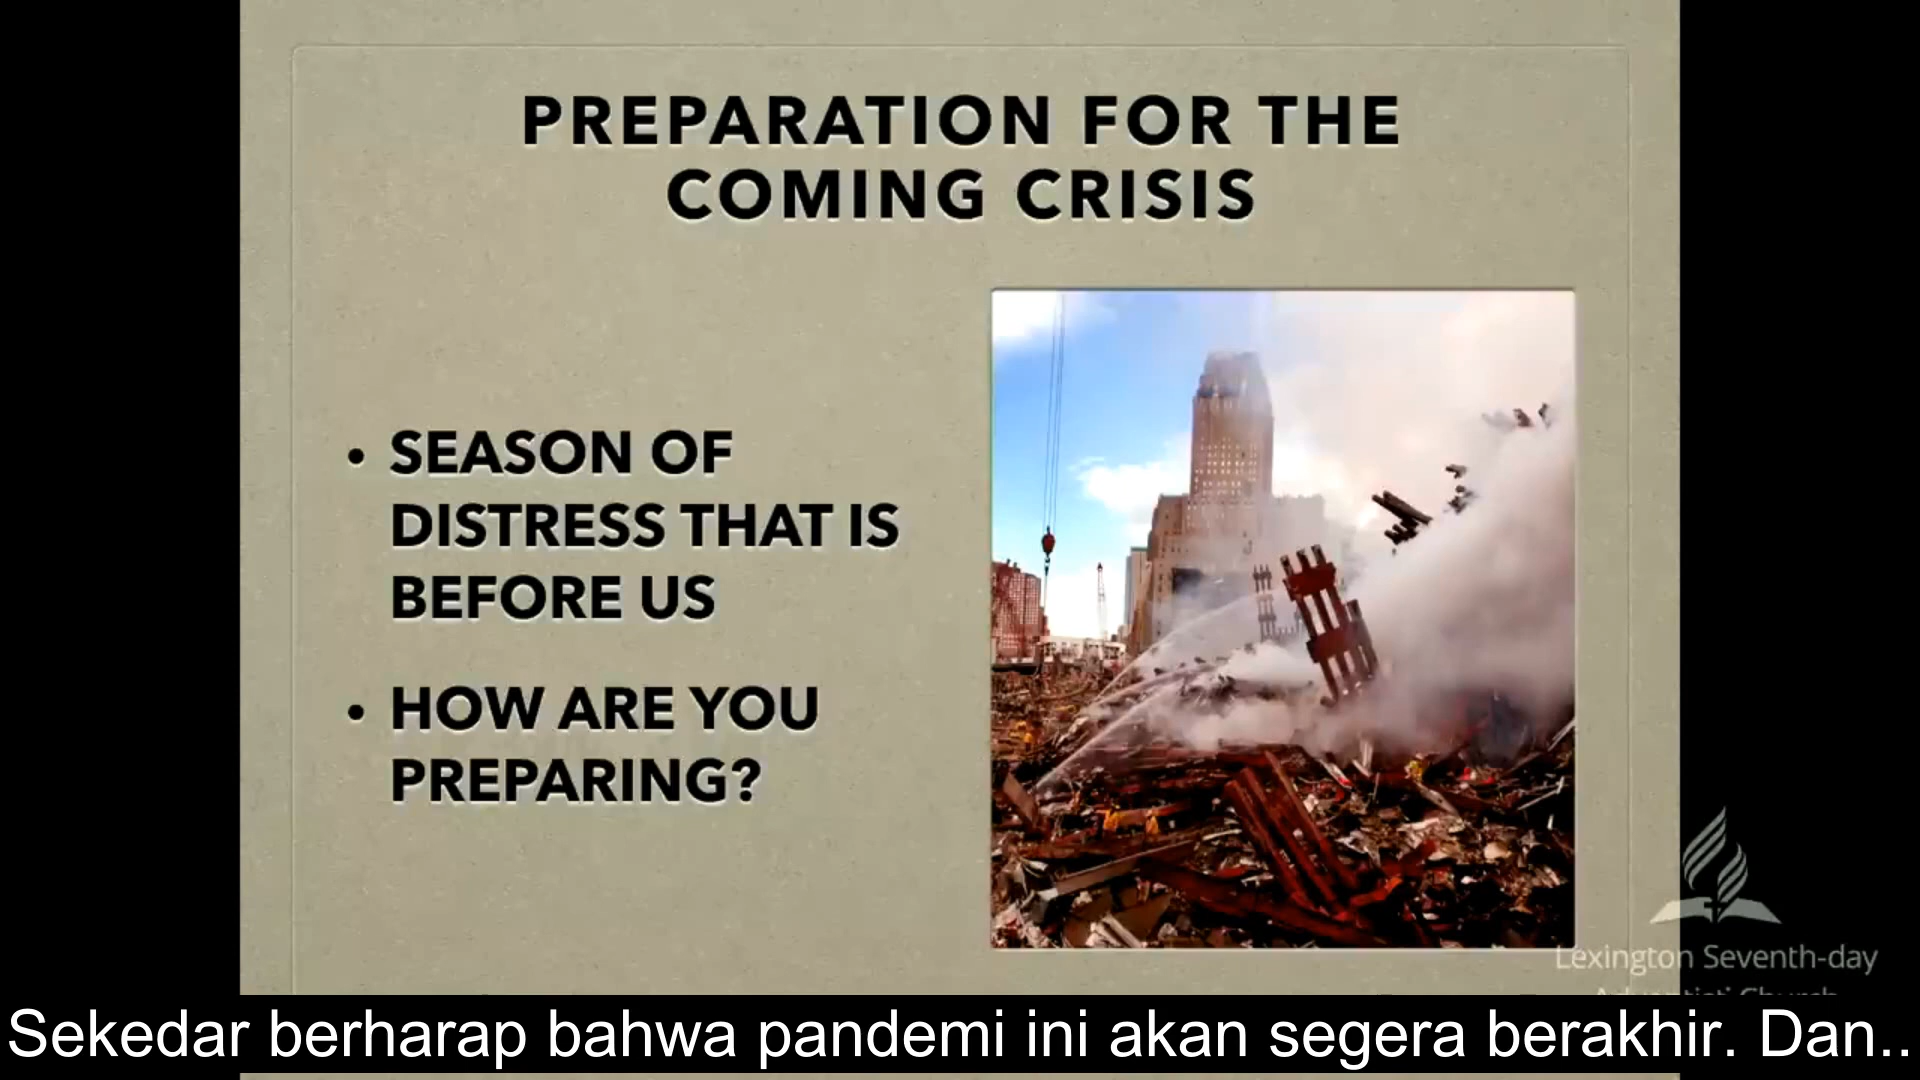 PREPARATION FOR THE
COMING CRISIS
• SEASON OF
DISTRESS THAT IS
BEFORE US
• HOW ARE YOU
PREPARING?
Lexington Seventh-day
Sekedar berharap bahwa pandemi ini akan segera berakhir. Dan..